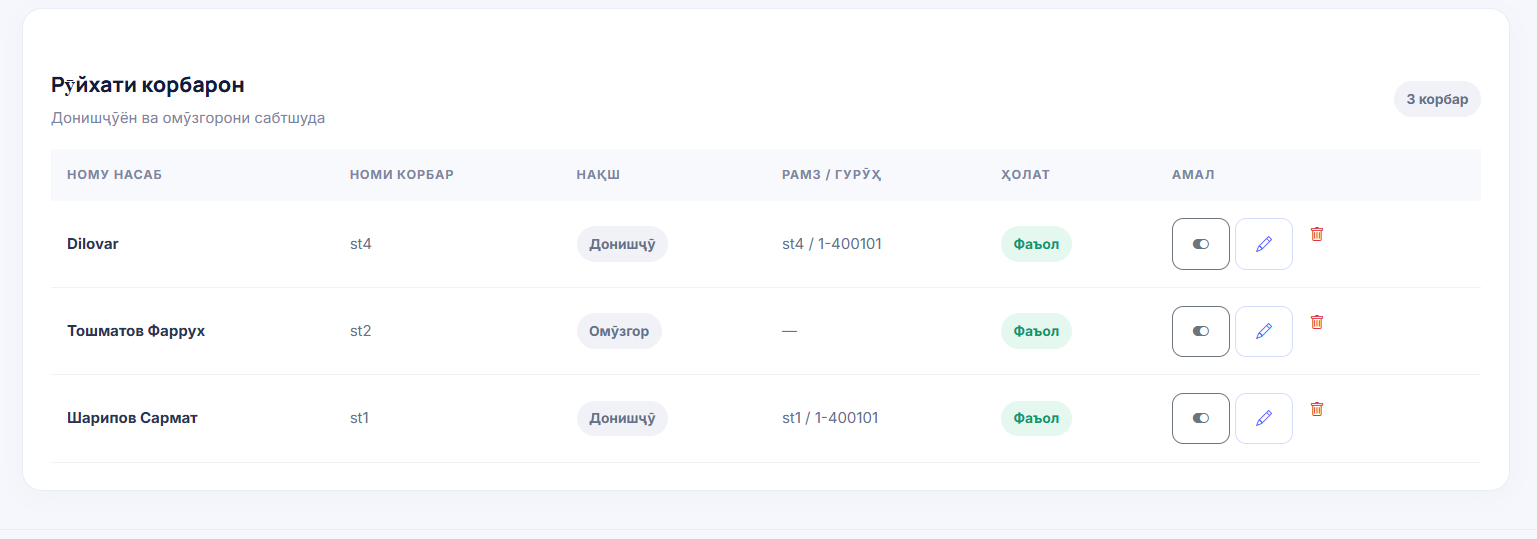 Рӯйхати корбарон
Донишҷӯён ва омӯзгорони сабтшуда
3 корбар
НОМУ НАСАБ НОМИ КОРБАР НАҚШ РАМЗ / ГУРӮҲ ҲОЛАТ АМАЛ
Dilovar st4 Донишҷӯ st4 / 1-400101 Фаъол
Тошматов Фаррух st2 Омӯзгор — Фаъол
Шарипов Сармат st1 Донишҷӯ st1 / 1-400101 Фаъол